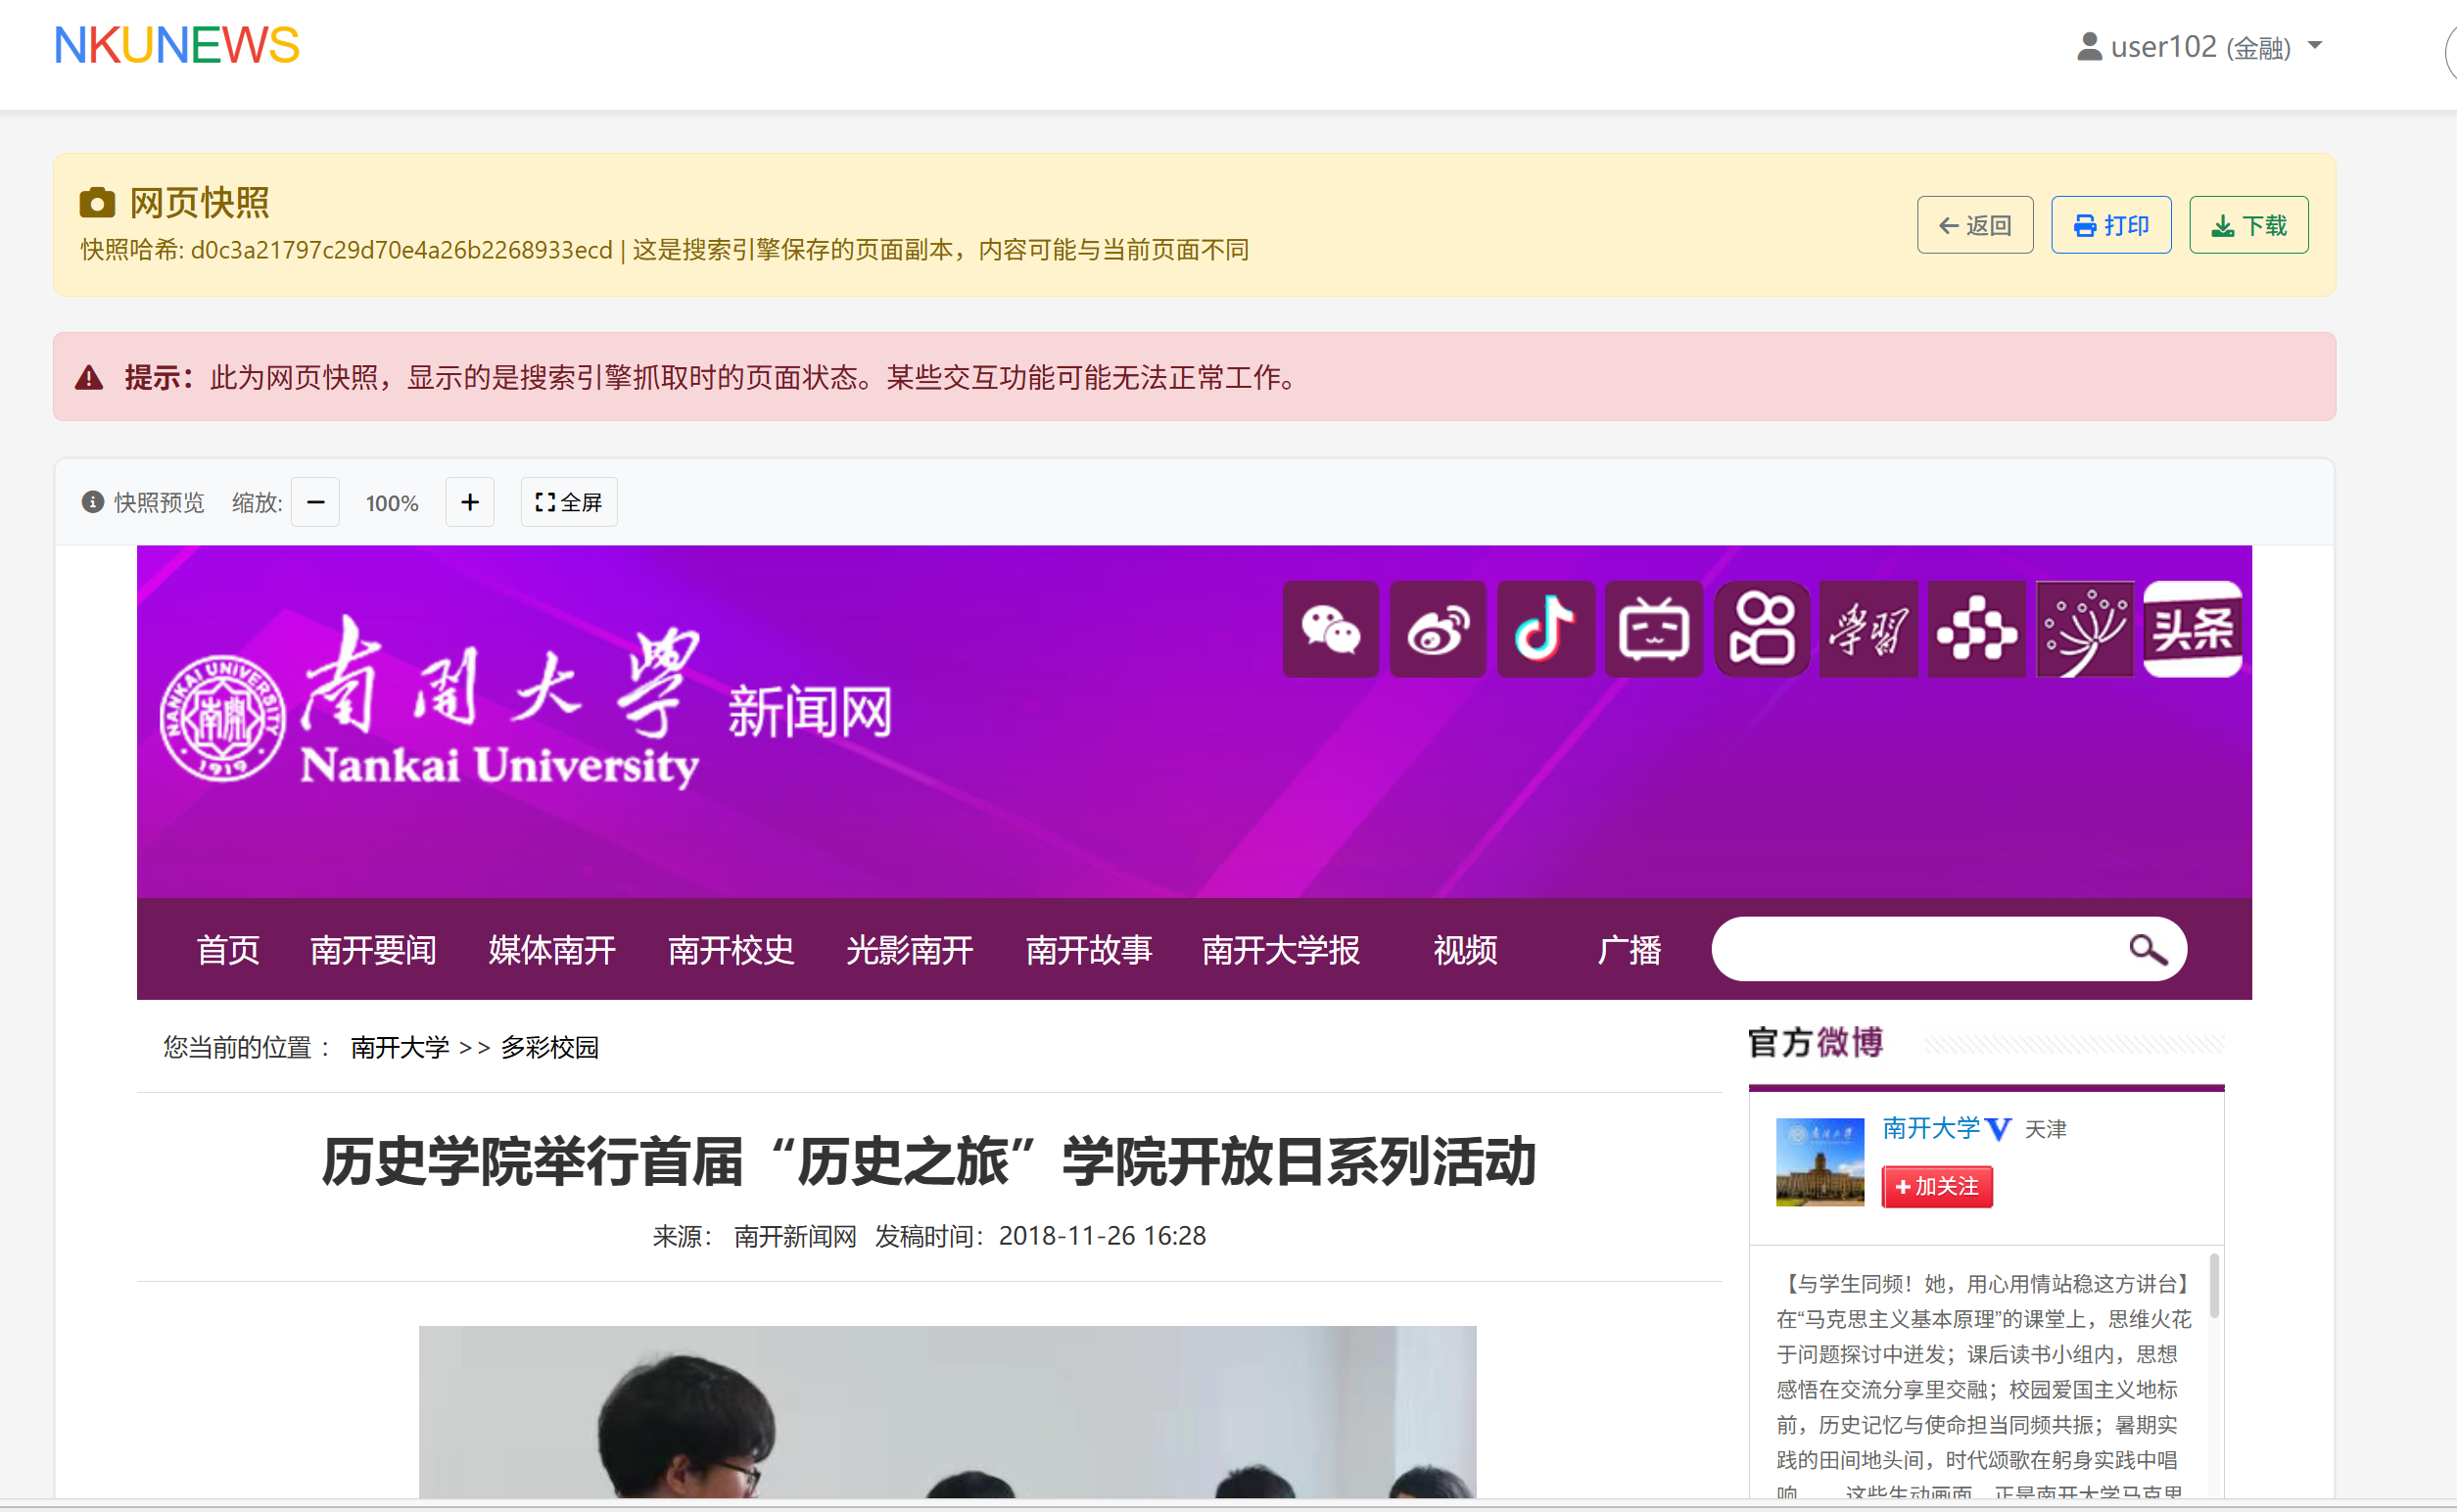 NKUNEWS
user102 (金融)
网页快照
快照哈希: d0c3a21797c29d70e4a26b2268933ecd | 这是搜索引擎保存的页面副本，内容可能与当前页面不同
返回 打印 下载
提示：此为网页快照，显示的是搜索引擎抓取时的页面状态。某些交互功能可能无法正常工作。
快照预览 缩放: − 100% + 全屏
学习 头条
NANKAI UNIVERSITY 南開 1919
南开大学 新闻网
Nankai University
首页 南开要闻 媒体南开 南开校史 光影南开 南开故事 南开大学报 视频 广播
您当前的位置 ： 南开大学 >> 多彩校园
历史学院举行首届“历史之旅”学院开放日系列活动
来源： 南开新闻网 发稿时间：2018-11-26 16:28
官方微博
南开大学 V 天津
+ 加关注
【与学生同频！她，用心用情站稳这方讲台】
在“马克思主义基本原理”的课堂上，思维火花
于问题探讨中迸发；课后读书小组内，思想
感悟在交流分享里交融；校园爱国主义地标
前，历史记忆与使命担当同频共振；暑期实
践的田间地头间，时代颂歌在躬身实践中唱
响……这些生动画面，正是南开大学马克思